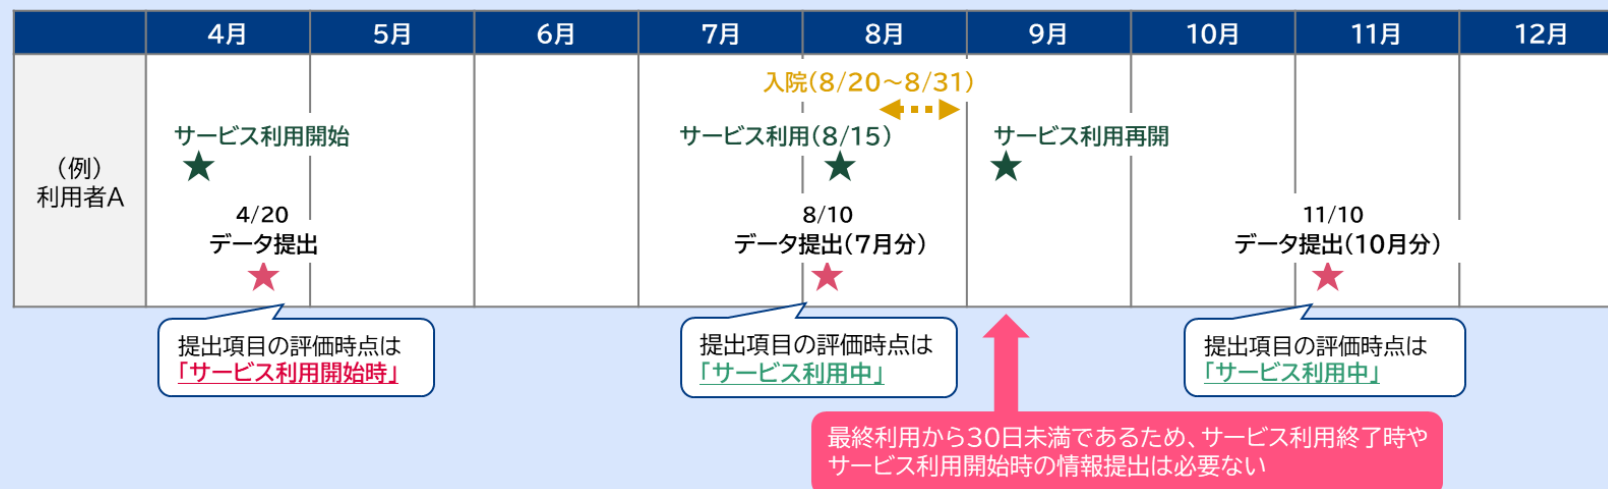 4月 5月 6月 7月 8月 9月 10月 11月 12月
(例)
利用者A
入院(8/20～8/31)
サービス利用開始
サービス利用(8/15)
サービス利用再開
4/20
データ提出
8/10
データ提出(7月分)
11/10
データ提出(10月分)
提出項目の評価時点は
「サービス利用開始時」
提出項目の評価時点は
「サービス利用中」
提出項目の評価時点は
「サービス利用中」
最終利用から30日未満であるため、サービス利用終了時や
サービス利用開始時の情報提出は必要ない